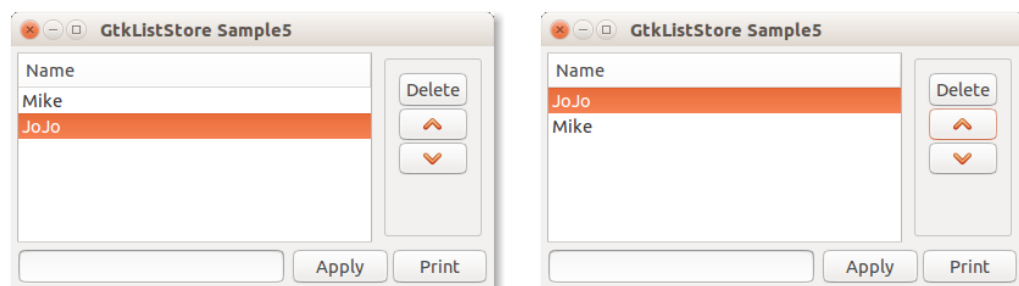 GtkListStore Sample5
Name
Delete
Mike
JoJo
Apply
Print
GtkListStore Sample5
Name
Delete
JoJo
Mike
Apply
Print